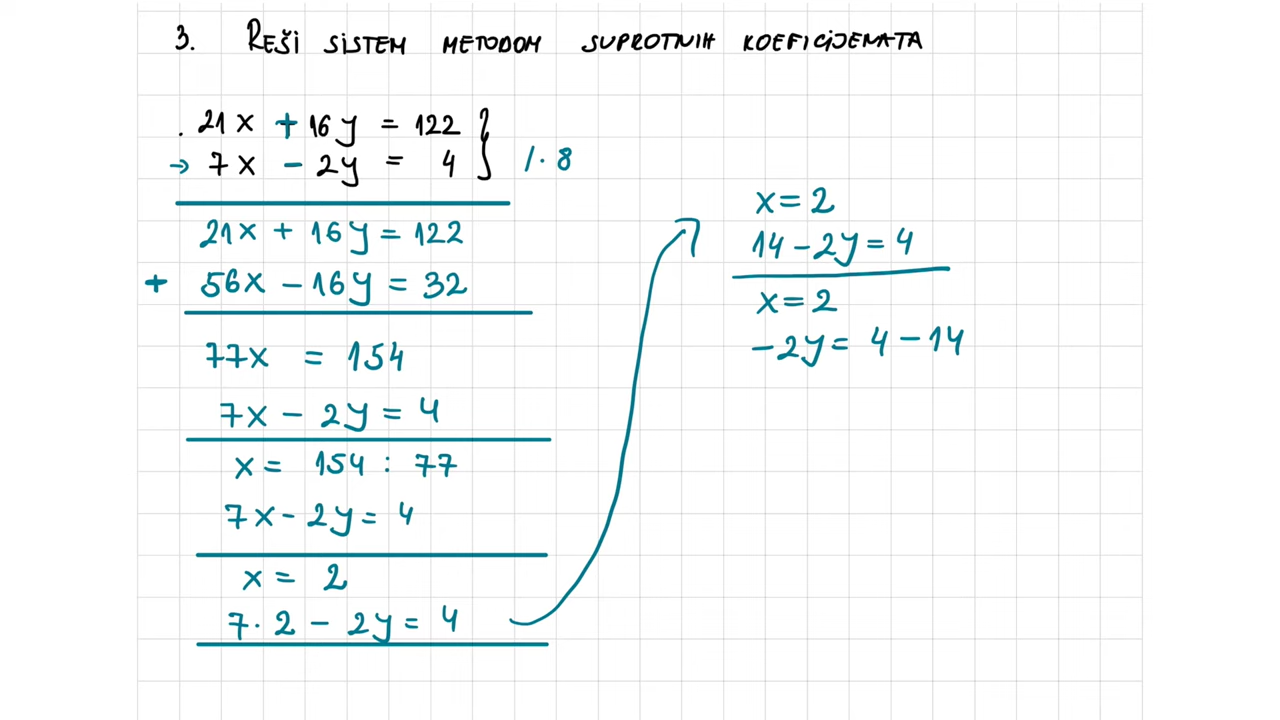 3. Reši sistem metodom suprotnih koeficijenata
. 21x + 16y = 122
→ 7x - 2y = 4 } / · 8
21x + 16y = 122
+ 56x - 16y = 32
77x = 154
7x - 2y = 4
x = 154 : 77
7x - 2y = 4
x = 2
7 · 2 - 2y = 4
x = 2
14 - 2y = 4
x = 2
-2y = 4 - 14